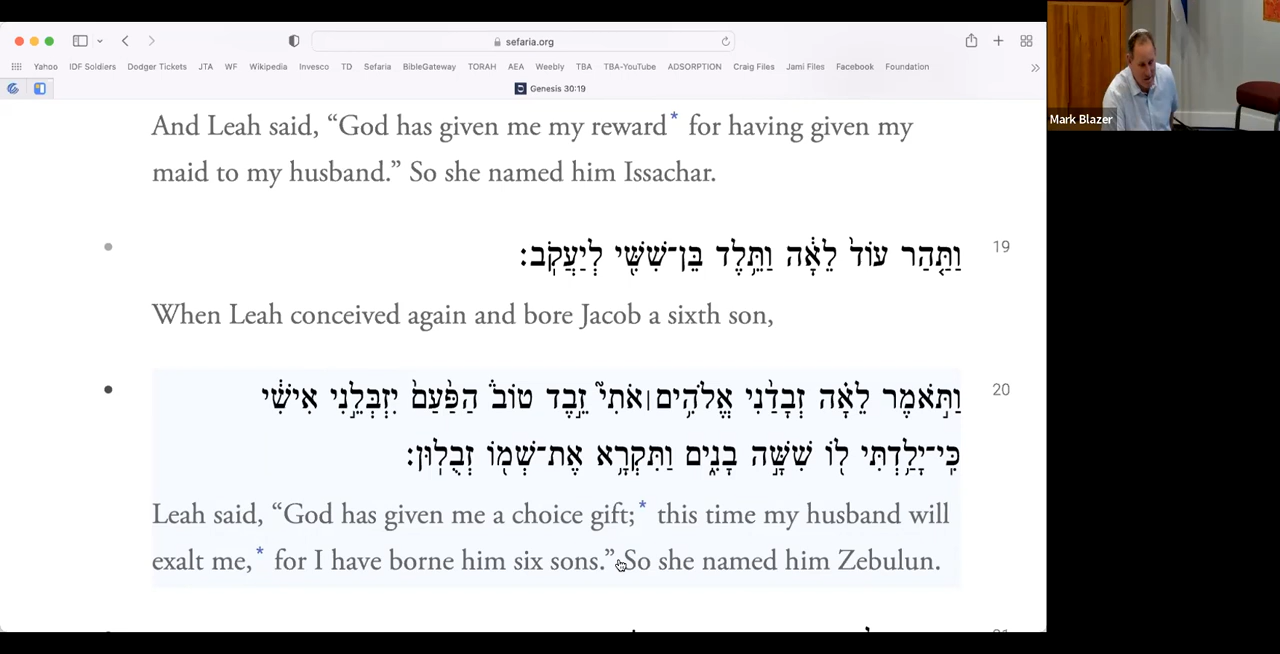 sefaria.org
Yahoo IDF Soldiers Dodger Tickets JTA WF Wikipedia Invesco TD Sefaria BibleGateway TORAH AEA Weebly TBA TBA-YouTube ADSORPTION Craig Files Jami Files Facebook Foundation
Genesis 30:19
Mark Blazer
And Leah said, “God has given me my reward* for having given my
maid to my husband.” So she named him Issachar.
19
וַתַּ֤הַר עוֹד֙ לֵאָ֔ה וַתֵּ֥לֶד בֵּן־שִׁשִּׁ֖י לְיַעֲקֹֽב׃
When Leah conceived again and bore Jacob a sixth son,
20
וַתֹּ֣אמֶר לֵאָ֗ה זְבָדַ֨נִי אֱלֹהִ֥ים ׀ אֹתִי֮ זֵ֣בֶד טוֹב֒ הַפַּ֙עַם֙ יִזְבְּלֵ֣נִי אִישִׁ֔י
כִּֽי־יָלַ֥דְתִּי ל֖וֹ שִׁשָּׁ֣ה בָנִ֑ים וַתִּקְרָ֥א אֶת־שְׁמ֖וֹ זְבֻלֽוּן׃
Leah said, “God has given me a choice gift;* this time my husband will
exalt me,* for I have borne him six sons.” So she named him Zebulun.